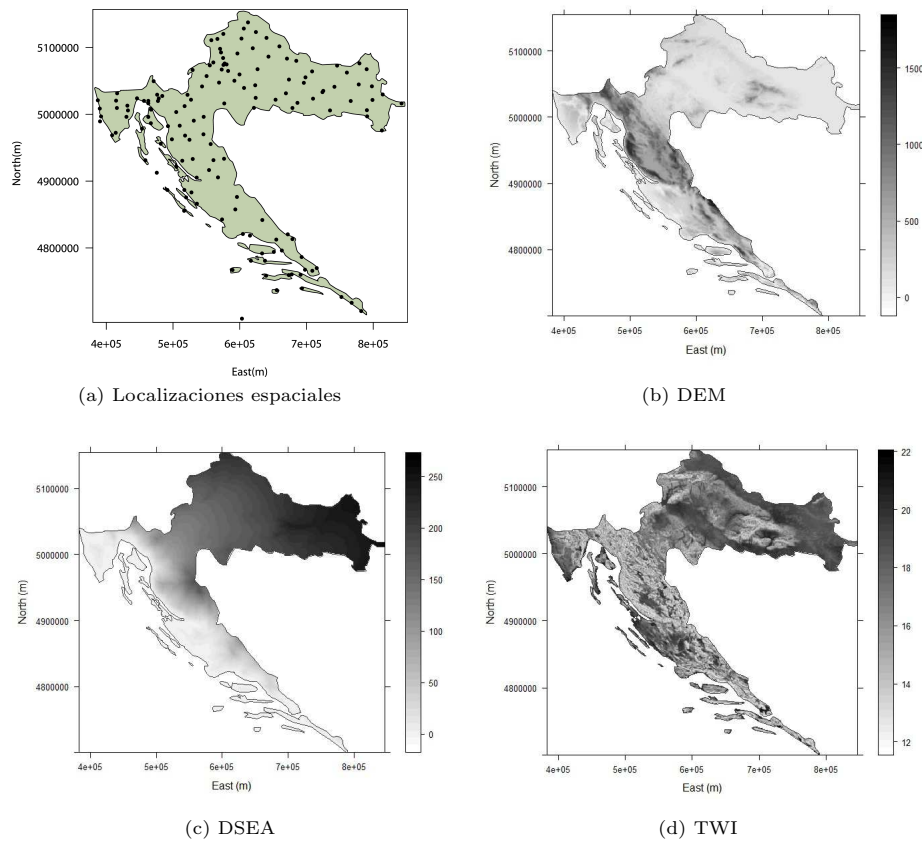 North(m)
5100000
5000000
4900000
4800000
4e+05 5e+05 6e+05 7e+05 8e+05
East(m)
(a) Localizaciones espaciales
North (m)
5100000
5000000
4900000
4800000
4e+05 5e+05 6e+05 7e+05 8e+05
East (m)
1500
1000
500
0
(b) DEM
North (m)
5100000
5000000
4900000
4800000
4e+05 5e+05 6e+05 7e+05 8e+05
East (m)
250
200
150
100
50
0
(c) DSEA
North (m)
5100000
5000000
4900000
4800000
4e+05 5e+05 6e+05 7e+05 8e+05
East (m)
22
20
18
16
14
12
(d) TWI